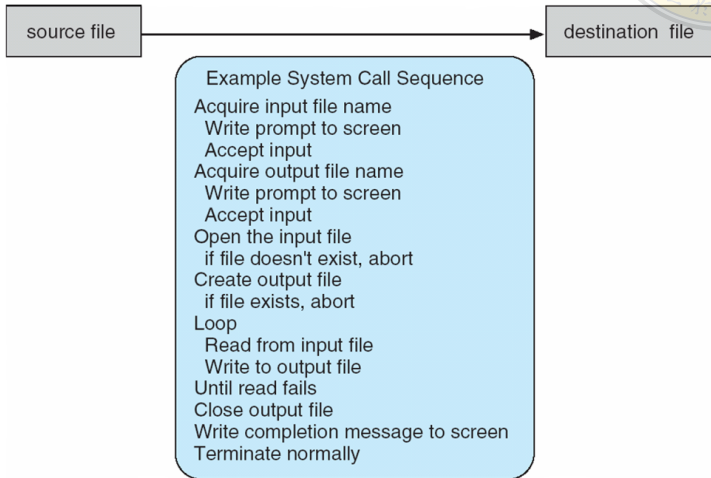 source file
destination file
Example System Call Sequence
Acquire input file name
Write prompt to screen
Accept input
Acquire output file name
Write prompt to screen
Accept input
Open the input file
if file doesn't exist, abort
Create output file
if file exists, abort
Loop
Read from input file
Write to output file
Until read fails
Close output file
Write completion message to screen
Terminate normally